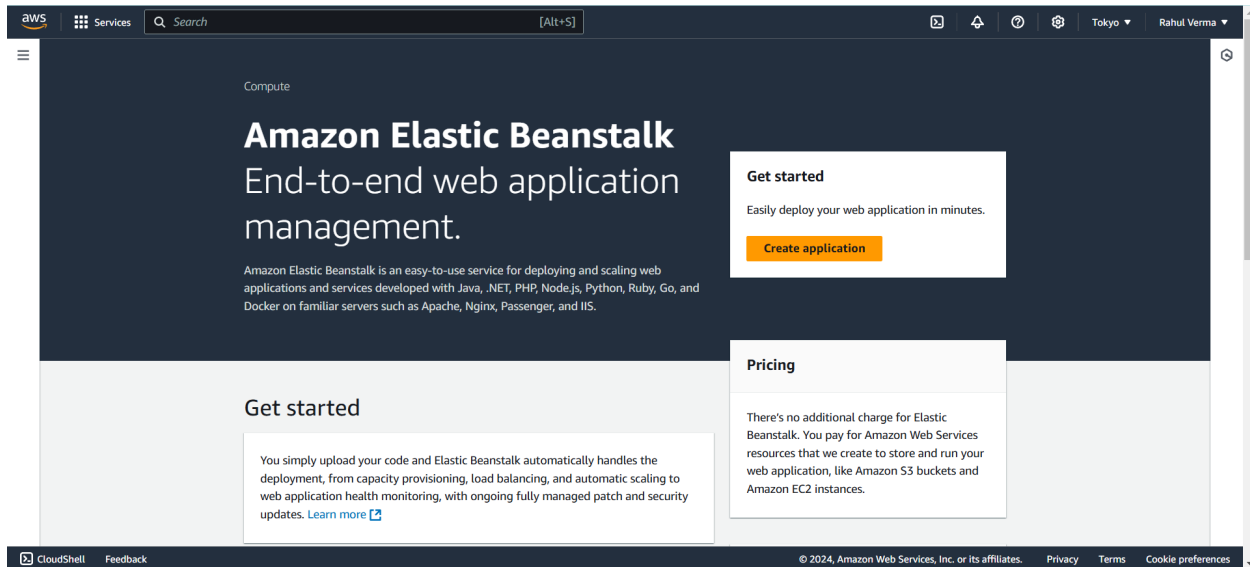 aws
Services
Search [Alt+S]
Tokyo ▼
Rahul Verma ▼
Compute
Amazon Elastic Beanstalk
End-to-end web application
management.
Amazon Elastic Beanstalk is an easy-to-use service for deploying and scaling web
applications and services developed with Java, .NET, PHP, Node.js, Python, Ruby, Go, and
Docker on familiar servers such as Apache, Nginx, Passenger, and IIS.
Get started
Easily deploy your web application in minutes.
Create application
Pricing
There's no additional charge for Elastic
Beanstalk. You pay for Amazon Web Services
resources that we create to store and run your
web application, like Amazon S3 buckets and
Amazon EC2 instances.
Get started
You simply upload your code and Elastic Beanstalk automatically handles the
deployment, from capacity provisioning, load balancing, and automatic scaling to
web application health monitoring, with ongoing fully managed patch and security
updates. Learn more
CloudShell
Feedback
© 2024, Amazon Web Services, Inc. or its affiliates.
Privacy
Terms
Cookie preferences